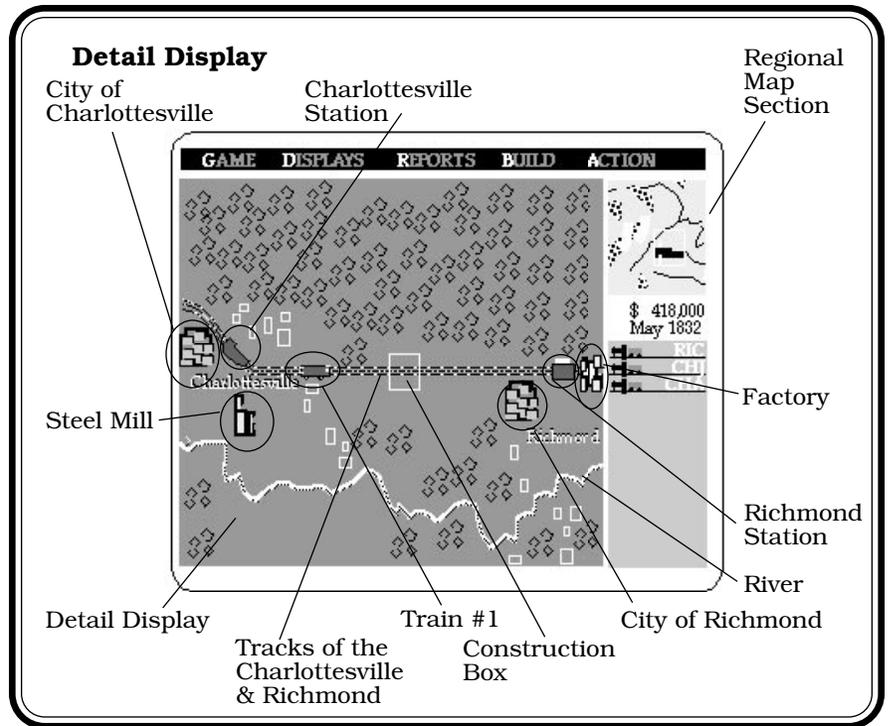 Detail Display
City of
Charlottesville
Charlottesville
Station
Regional
Map
Section
GAME DISPLAYS REPORTS BUILD ACTION
$ 418,000
May 1832
RIC
CH
CHA
Charlottesville
Richmond
Steel Mill
Factory
Richmond
Station
River
Detail Display
Train #1
City of Richmond
Tracks of the
Charlottesville
& Richmond
Construction
Box